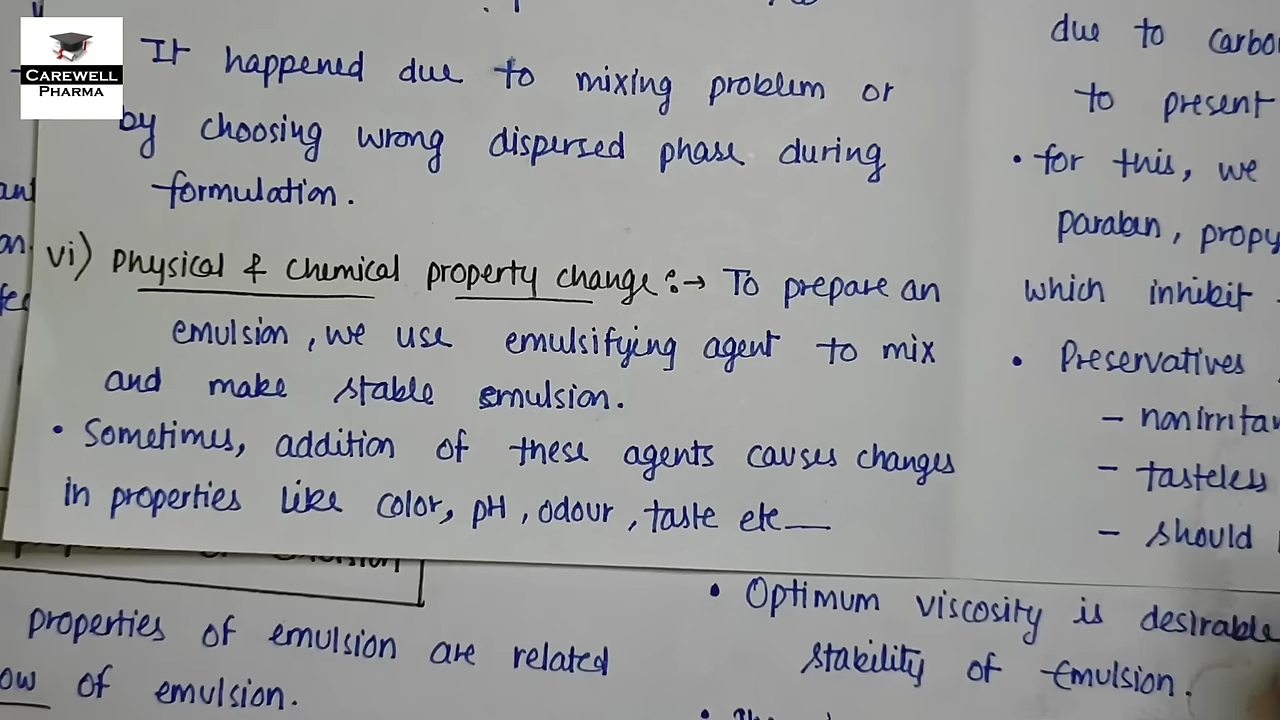 CAREWELL
PHARMA
It happened due to mixing problem or
by choosing wrong dispersed phase during
formulation.
vi) Physical & Chemical property change :→ To prepare an
emulsion, we use emulsifying agent to mix
and make stable emulsion.
• Sometimes, addition of these agents causes changes
in properties like color, pH, odour, taste etc—
due to carbo
to present
• for this, we
paraben, propy
which inhibit
• Preservatives
– nonirrita
– tasteless
– should
properties of emulsion are related
ow of emulsion.
• Optimum viscosity is desirable
stability of Emulsion.